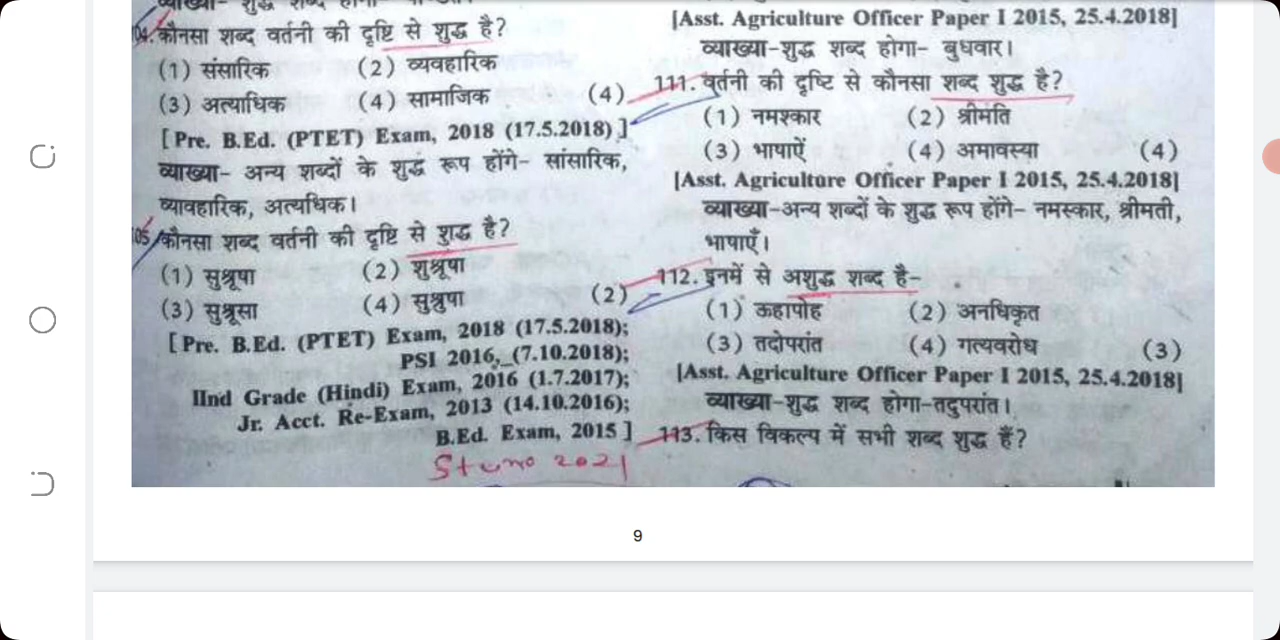 04. कौनसा शब्द वर्तनी की दृष्टि से शुद्ध है?
(1) संसारिक (2) व्यवहारिक
(3) अत्याधिक (4) सामाजिक (4)
[Pre. B.Ed. (PTET) Exam, 2018 (17.5.2018)]
व्याख्या- अन्य शब्दों के शुद्ध रूप होंगे- सांसारिक,
व्यावहारिक, अत्यधिक।
05. कौनसा शब्द वर्तनी की दृष्टि से शुद्ध है?
(1) सुश्रूषा (2) शुश्रूषा
(3) सुश्रूसा (4) सुश्रुषा (2)
[Pre. B.Ed. (PTET) Exam, 2018 (17.5.2018);
PSI 2016, (7.10.2018);
IInd Grade (Hindi) Exam, 2016 (1.7.2017);
Jr. Acct. Re-Exam, 2013 (14.10.2016);
B.Ed. Exam, 2015]
2021
[Asst. Agriculture Officer Paper I 2015, 25.4.2018]
व्याख्या-शुद्ध शब्द होगा- बुधवार।
111. वर्तनी की दृष्टि से कौनसा शब्द शुद्ध है?
(1) नमश्कार (2) श्रीमति
(3) भाषाऐं (4) अमावस्या (4)
[Asst. Agriculture Officer Paper I 2015, 25.4.2018]
व्याख्या-अन्य शब्दों के शुद्ध रूप होंगे- नमस्कार, श्रीमती,
भाषाएँ।
112. इनमें से अशुद्ध शब्द है-
(1) ऊहापोह (2) अनधिकृत
(3) तदोपरांत (4) गत्यवरोध (3)
[Asst. Agriculture Officer Paper I 2015, 25.4.2018]
व्याख्या-शुद्ध शब्द होगा-तदुपरांत।
113. किस विकल्प में सभी शब्द शुद्ध हैं?
9